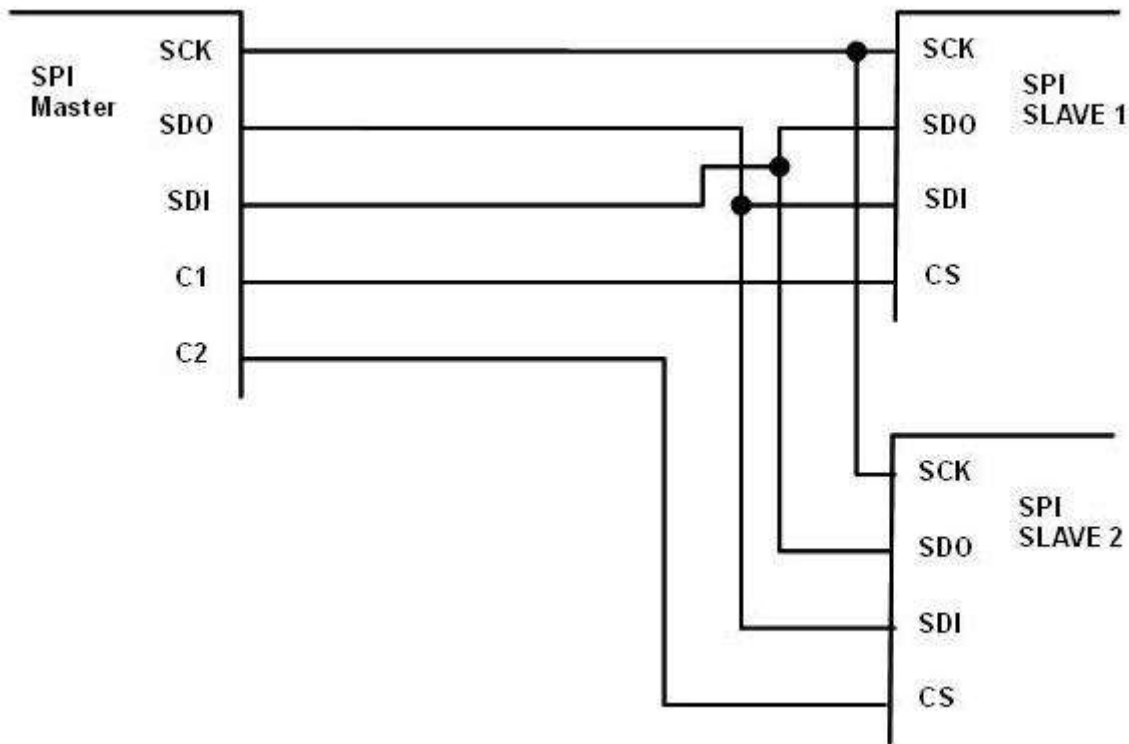 SPI
Master
SCK
SDO
SDI
C1
C2
SCK
SDO
SDI
CS
SPI
SLAVE 1
SCK
SDO
SDI
CS
SPI
SLAVE 2